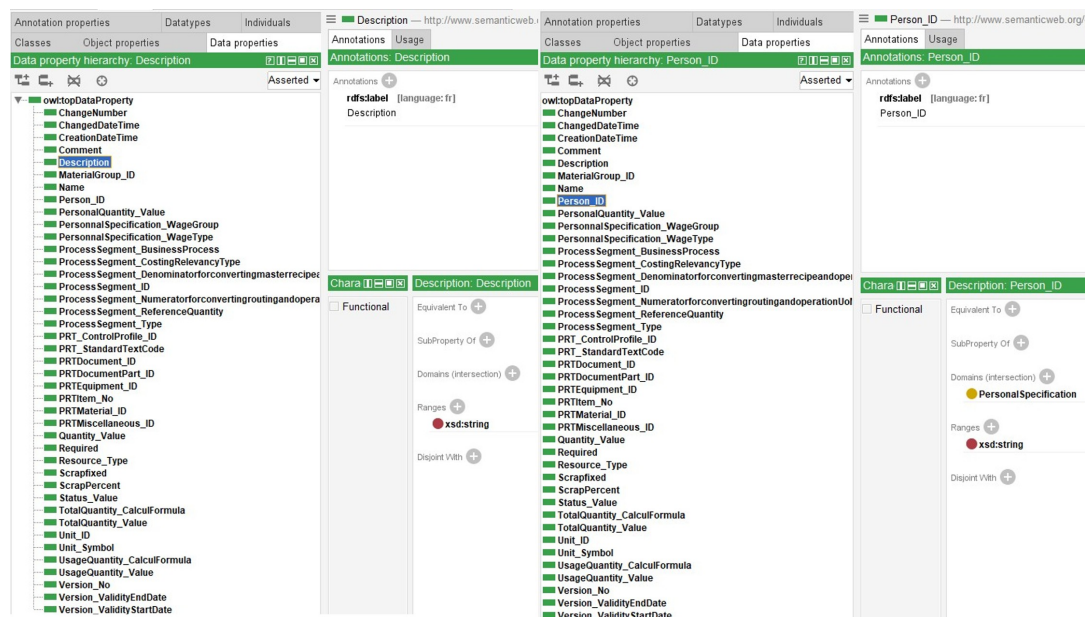 Annotation properties Datatypes Individuals
Classes Object properties Data properties
Data property hierarchy: Description
Asserted
owl:topDataProperty
ChangeNumber
ChangedDateTime
CreationDateTime
Comment
Description
MaterialGroup_ID
Name
Person_ID
PersonalQuantity_Value
PersonnalSpecification_WageGroup
PersonnalSpecification_WageType
ProcessSegment_BusinessProcess
ProcessSegment_CostingRelevancyType
ProcessSegment_Denominatorforconvertingmasterrecipea
ProcessSegment_ID
ProcessSegment_Numeratorforconvertingroutingandopera
ProcessSegment_ReferenceQuantity
ProcessSegment_Type
PRT_ControlProfile_ID
PRT_StandardTextCode
PRTDocument_ID
PRTDocumentPart_ID
PRTEquipment_ID
PRTItem_No
PRTMaterial_ID
PRTMiscellaneous_ID
Quantity_Value
Required
Resource_Type
Scrapfixed
ScrapPercent
Status_Value
TotalQuantity_CalculFormula
TotalQuantity_Value
Unit_ID
Unit_Symbol
UsageQuantity_CalculFormula
UsageQuantity_Value
Version_No
Version_ValidityEndDate
Version_ValidityStartDate
Description — http://www.semanticweb.
Annotations Usage
Annotations: Description
Annotations
rdfs:label [language: fr]
Description
Chara
Functional
Description: Description
Equivalent To
SubProperty Of
Domains (intersection)
Ranges
xsd:string
Disjoint With
Annotation properties Datatypes Individuals
Classes Object properties Data properties
Data property hierarchy: Person_ID
Asserted
owl:topDataProperty
ChangeNumber
ChangedDateTime
CreationDateTime
Comment
Description
MaterialGroup_ID
Name
Person_ID
PersonalQuantity_Value
PersonnalSpecification_WageGroup
PersonnalSpecification_WageType
ProcessSegment_BusinessProcess
ProcessSegment_CostingRelevancyType
ProcessSegment_Denominatorforconvertingmasterrecipeandoper
ProcessSegment_ID
ProcessSegment_NumeratorforconvertingroutingandoperationUoM
ProcessSegment_ReferenceQuantity
ProcessSegment_Type
PRT_ControlProfile_ID
PRT_StandardTextCode
PRTDocument_ID
PRTDocumentPart_ID
PRTEquipment_ID
PRTItem_No
PRTMaterial_ID
PRTMiscellaneous_ID
Quantity_Value
Required
Resource_Type
Scrapfixed
ScrapPercent
Status_Value
TotalQuantity_CalculFormula
TotalQuantity_Value
Unit_ID
Unit_Symbol
UsageQuantity_CalculFormula
UsageQuantity_Value
Version_No
Version_ValidityEndDate
Version_ValidityStartDate
Person_ID — http://www.semanticweb.org/
Annotations Usage
Annotations: Person_ID
Annotations
rdfs:label [language: fr]
Person_ID
Chara
Functional
Description: Person_ID
Equivalent To
SubProperty Of
Domains (intersection)
PersonalSpecification
Ranges
xsd:string
Disjoint With